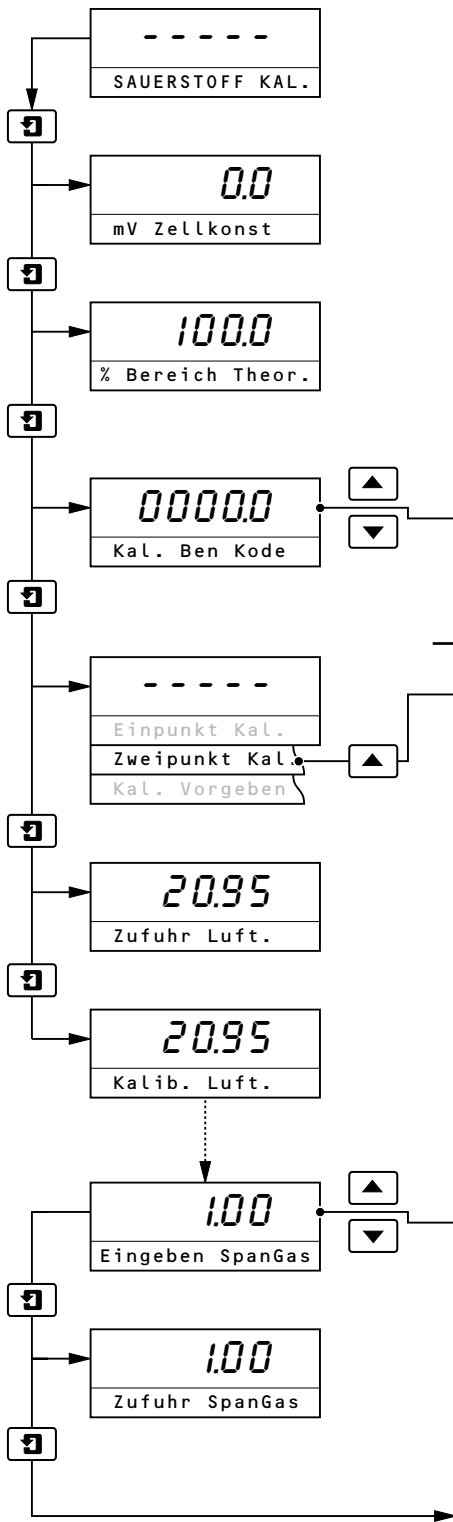 - - - - -
SAUERSTOFF KAL.
0.0
mV Zellkonst
100.0
% Bereich Theor.
0000.0
Kal. Ben Kode
- - - - -
Einpunkt Kal.
Zweipunkt Kal.
Kal. Vorgeben
20.95
Zufuhr Luft.
20.95
Kalib. Luft.
1.00
Eingeben SpanGas
1.00
Zufuhr SpanGas